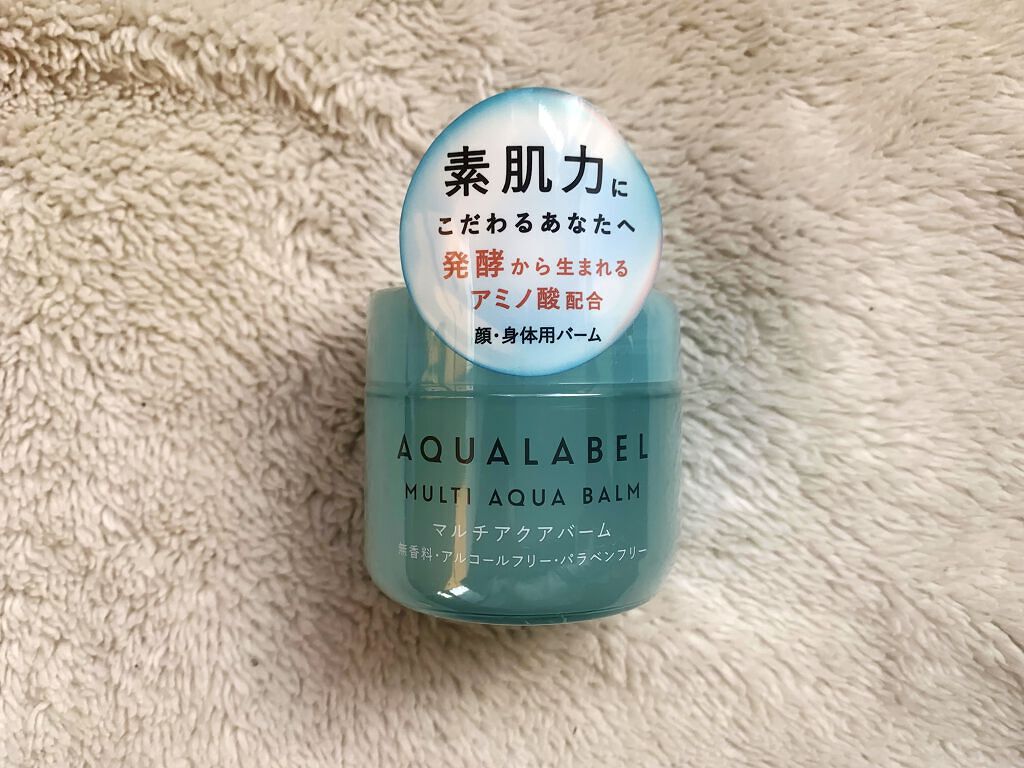 素肌力に
こだわるあなたへ
発酵から生まれる
アミノ酸配合
顔・身体用バーム
AQUALABEL
MULTI AQUA BALM
マルチアクアバーム
無香料・アルコールフリー・パラベンフリー